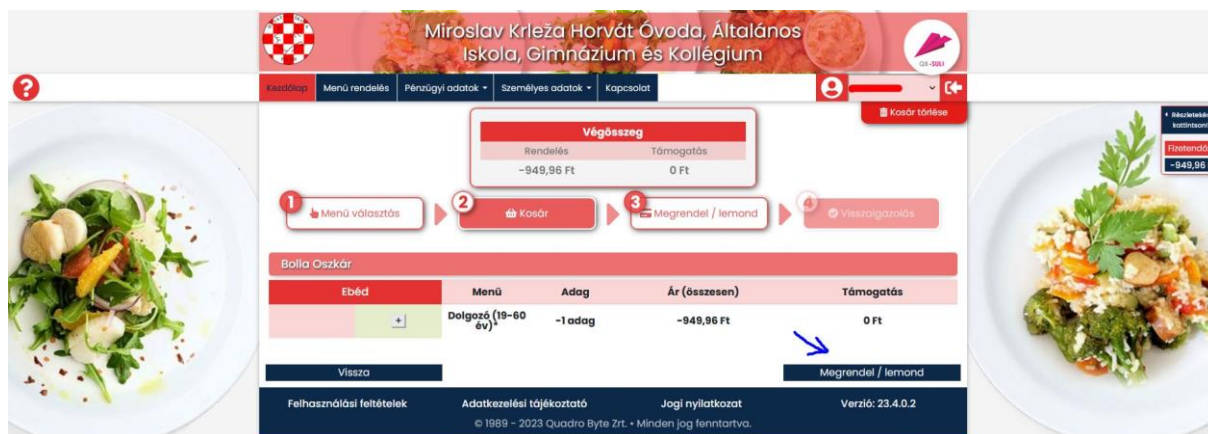 Miroslav Krleža Horvát Óvoda, Általános
Iskola, Gimnázium és Kollégium
QB-SULI
?
Kezdőlap Menü rendelés Pénzügyi adatok Személyes adatok Kapcsolat
Kosár törlése
Részletekért
kattintson!
Fizetendő
-949,96
Végösszeg
Rendelés Támogatás
-949,96 Ft 0 Ft
1 Menü választás 2 Kosár 3 Megrendel / lemond 4 Visszaigazolás
Bolla Oszkár
Ebéd Menü Adag Ár (összesen) Támogatás
+ Dolgozó (19-60 -1 adag -949,96 Ft 0 Ft
év)*
Vissza Megrendel / lemond
Felhasználási feltételek Adatkezelési tájékoztató Jogi nyilatkozat Verzió: 23.4.0.2
© 1989 - 2023 Quadro Byte Zrt. • Minden jog fenntartva.